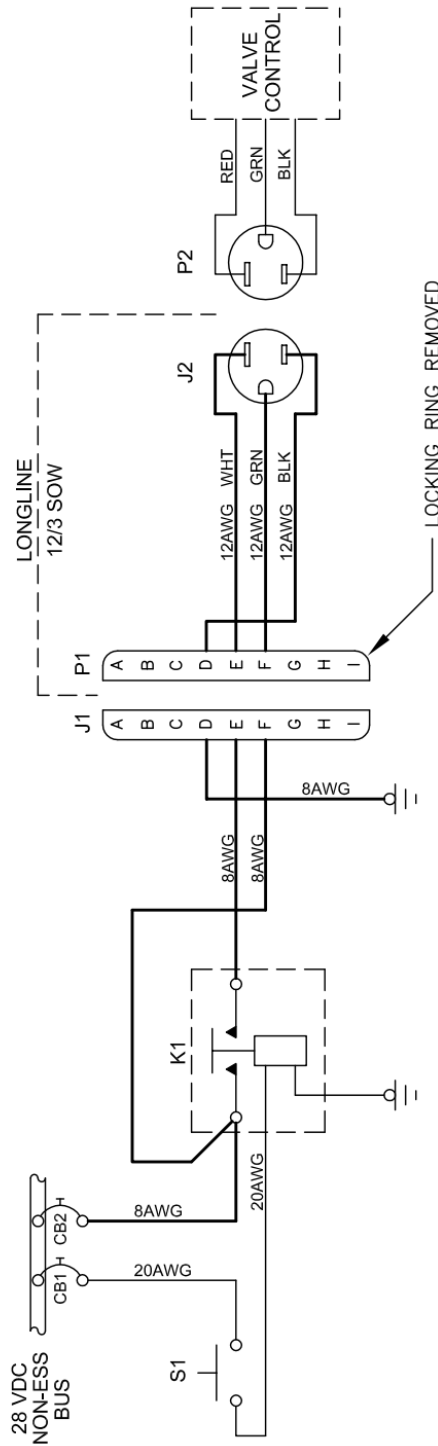 28 VDC
NON-ESS
BUS
CB1
CB2
20AWG
8AWG
S1
20AWG
K1
8AWG
8AWG
8AWG
J1
A
B
C
D
E
F
G
H
I
P1
A
B
C
D
E
F
G
H
I
LONGLINE
12/3 SOW
12AWG WHT
12AWG GRN
12AWG BLK
LOCKING RING REMOVED
J2
P2
RED
GRN
BLK
VALVE
CONTROL